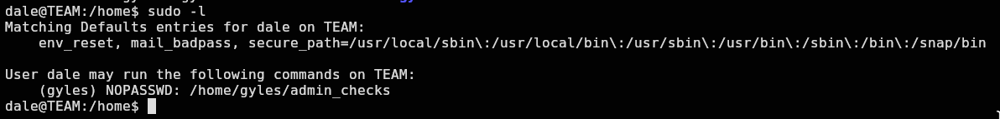 dale@TEAM:/home$ sudo -l
Matching Defaults entries for dale on TEAM:
    env_reset, mail_badpass, secure_path=/usr/local/sbin\:/usr/local/bin\:/usr/sbin\:/usr/bin\:/sbin\:/bin\:/snap/bin

User dale may run the following commands on TEAM:
    (gyles) NOPASSWD: /home/gyles/admin_checks
dale@TEAM:/home$